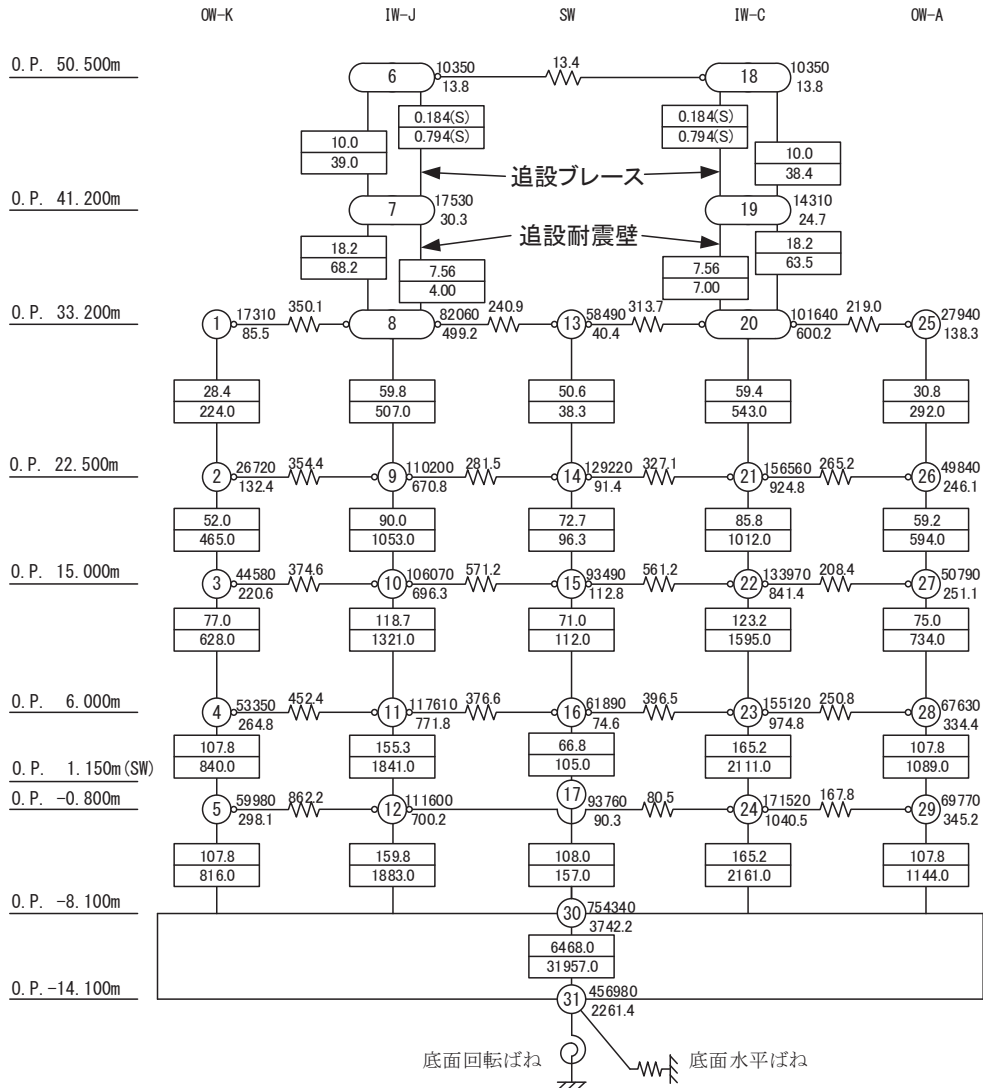 OW-K IW-J SW IW-C OW-A
O.P. 50.500m 6 10350 13.4 18 10350
13.8 13.8
0.184(S) 0.184(S)
0.794(S) 0.794(S)
10.0 10.0
39.0 38.4
追設ブレース
O.P. 41.200m 7 17530 19 14310
30.3 24.7
追設耐震壁
18.2 18.2
68.2 63.5
7.56 7.56
4.00 7.00
O.P. 33.200m 1 17310 350.1 8 82060 240.9 13 58490 313.7 20 101640 219.0 25 27940
85.5 499.2 40.4 600.2 138.3
28.4 59.8 50.6 59.4 30.8
224.0 507.0 38.3 543.0 292.0
O.P. 22.500m 2 26720 354.4 9 110200 281.5 14 129220 327.1 21 156560 265.2 26 49840
132.4 670.8 91.4 924.8 246.1
52.0 90.0 72.7 85.8 59.2
465.0 1053.0 96.3 1012.0 594.0
O.P. 15.000m 3 44580 374.6 10 106070 571.2 15 93490 561.2 22 133970 208.4 27 50790
220.6 696.3 112.8 841.4 251.1
77.0 118.7 71.0 123.2 75.0
628.0 1321.0 112.0 1595.0 734.0
O.P. 6.000m 4 53350 452.4 11 117610 376.6 16 61890 396.5 23 155120 250.8 28 67630
264.8 771.8 74.6 974.8 334.4
107.8 155.3 66.8 165.2 107.8
840.0 1841.0 105.0 2111.0 1089.0
O.P. 1.150m(SW) 17
O.P. -0.800m 5 59980 862.2 12 111600 93760 80.5 24 171520 167.8 29 69770
298.1 700.2 90.3 1040.5 345.2
107.8 159.8 108.0 165.2 107.8
816.0 1883.0 157.0 2161.0 1144.0
O.P. -8.100m 30 754340
3742.2
6468.0
31957.0
O.P.-14.100m 31 456980
2261.4
底面回転ばね 底面水平ばね